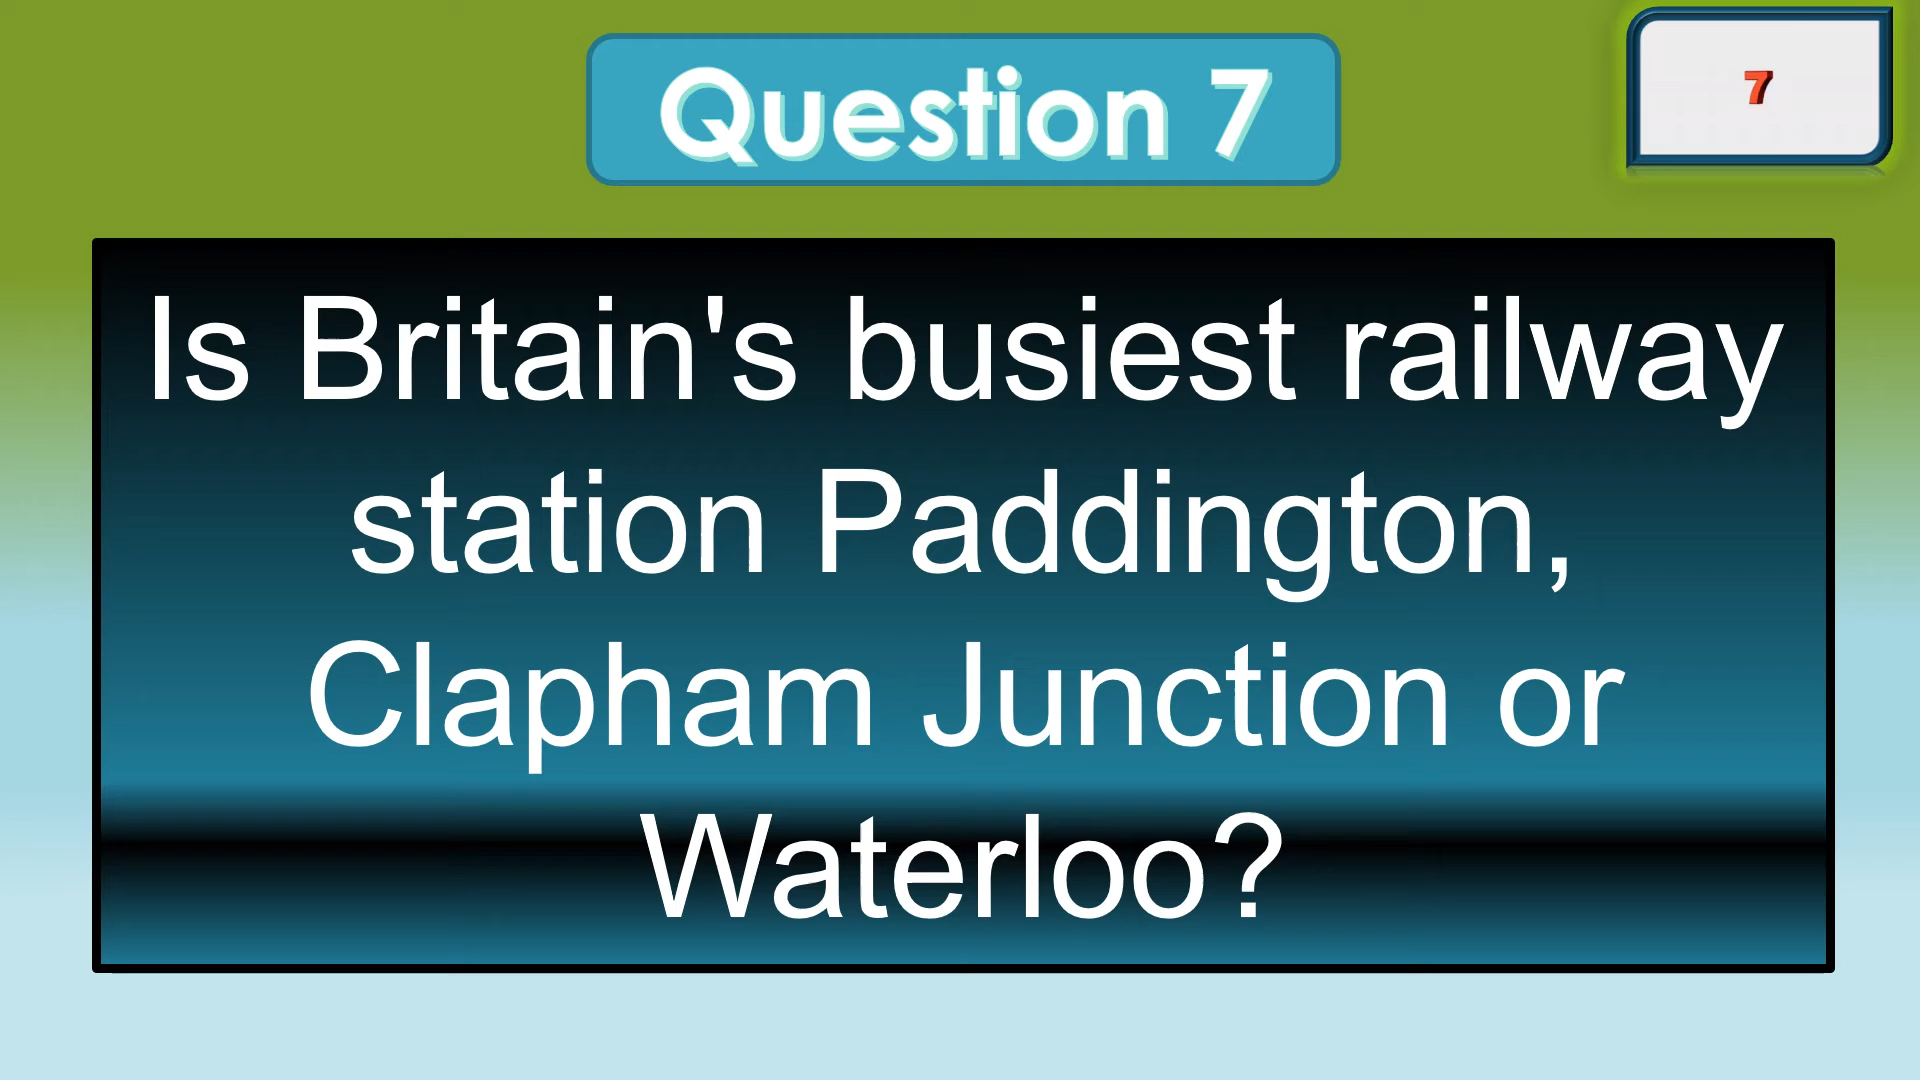 Question 7
7
Is Britain's busiest railway
station Paddington,
Clapham Junction or
Waterloo?